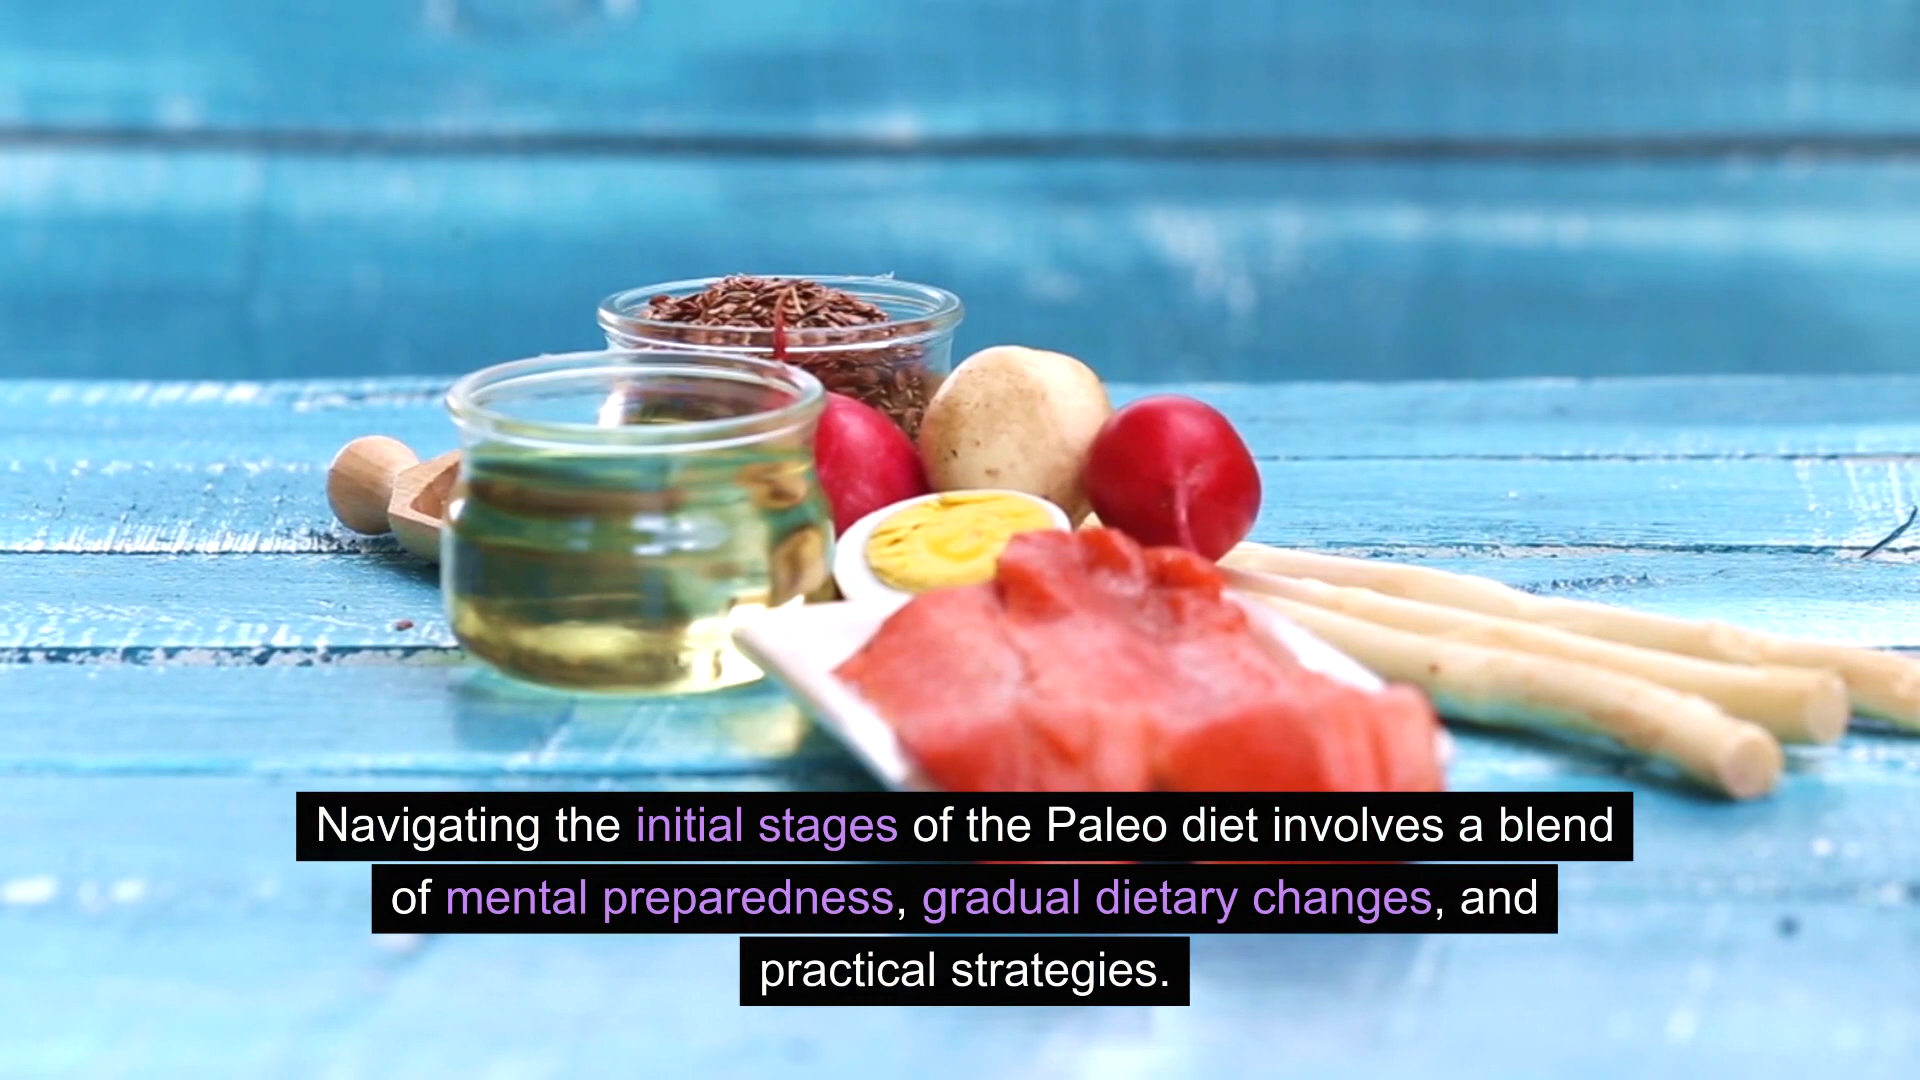 Navigating the initial stages of the Paleo diet involves a blend
of mental preparedness, gradual dietary changes, and
practical strategies.